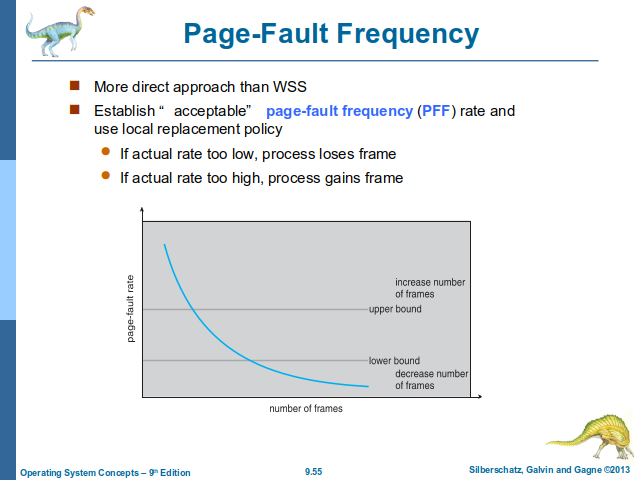 Page-Fault Frequency
More direct approach than WSS
Establish “ acceptable” page-fault frequency (PFF) rate and
use local replacement policy
If actual rate too low, process loses frame
If actual rate too high, process gains frame
page-fault rate
increase number
of frames
upper bound
lower bound
decrease number
of frames
number of frames
Operating System Concepts – 9th Edition
9.55
Silberschatz, Galvin and Gagne ©2013